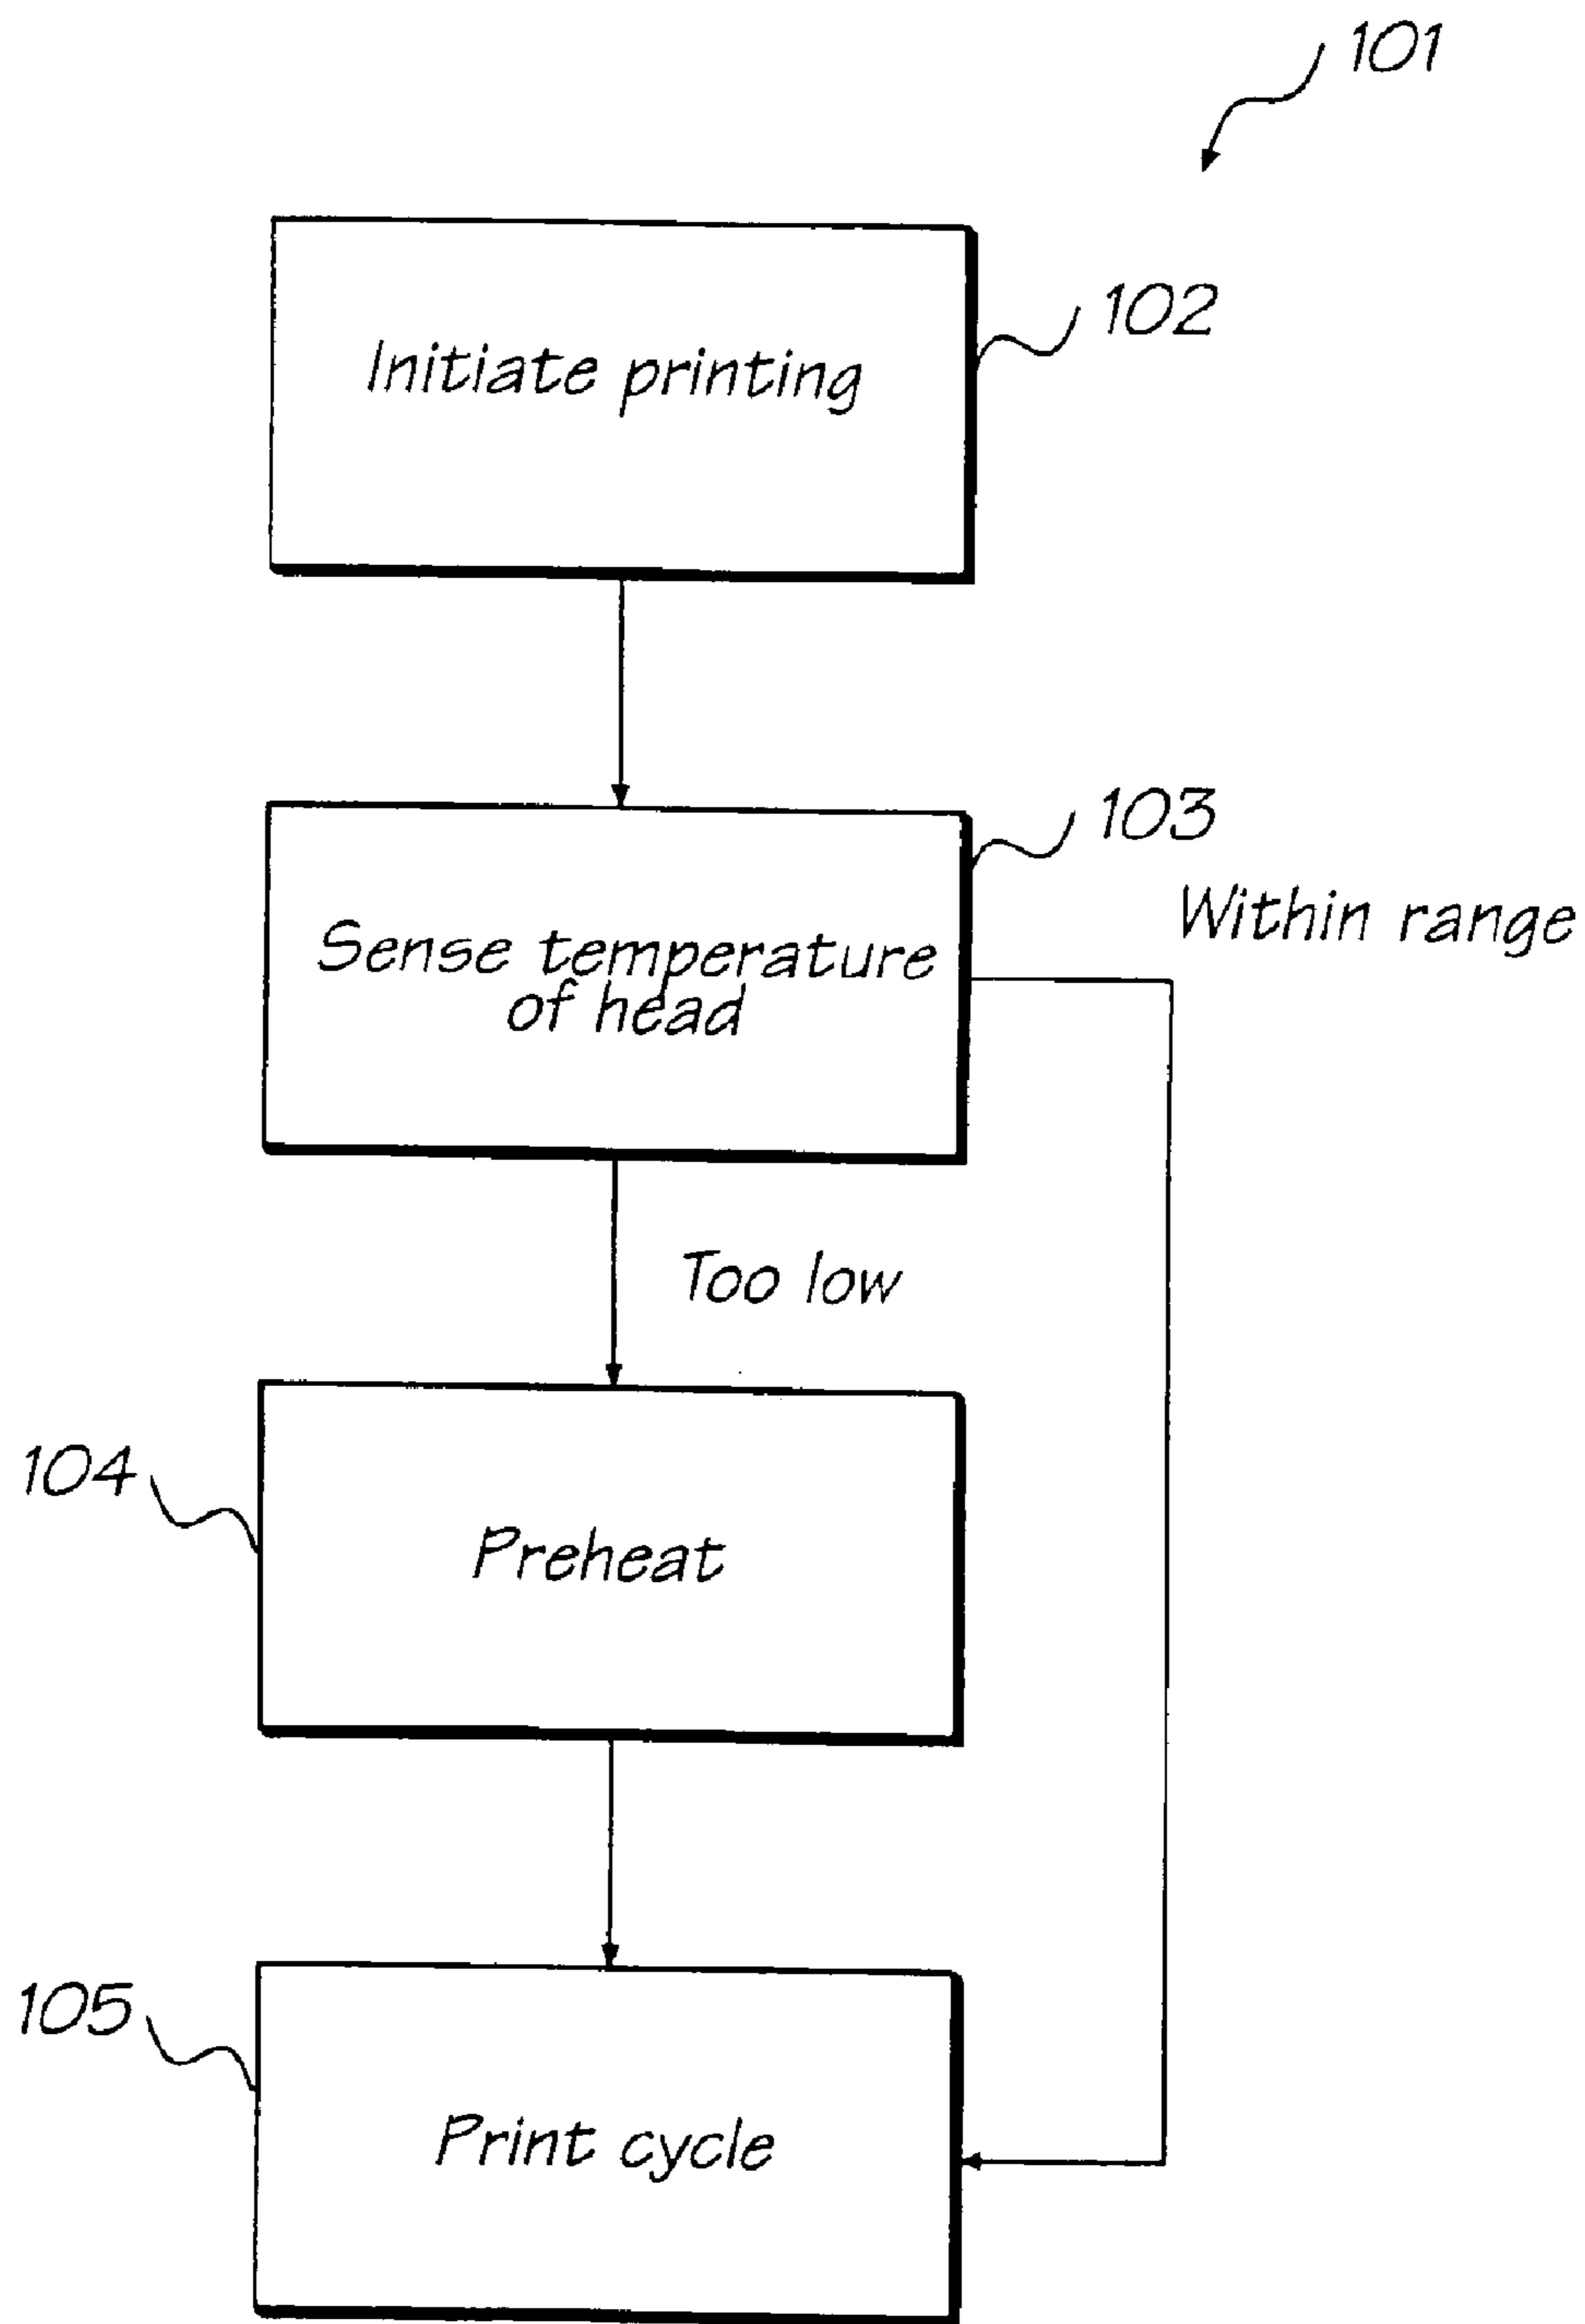 101
Initiate printing
102
103
Within range
Sense temperature
of head
Too low
104
Preheat
105
Print cycle